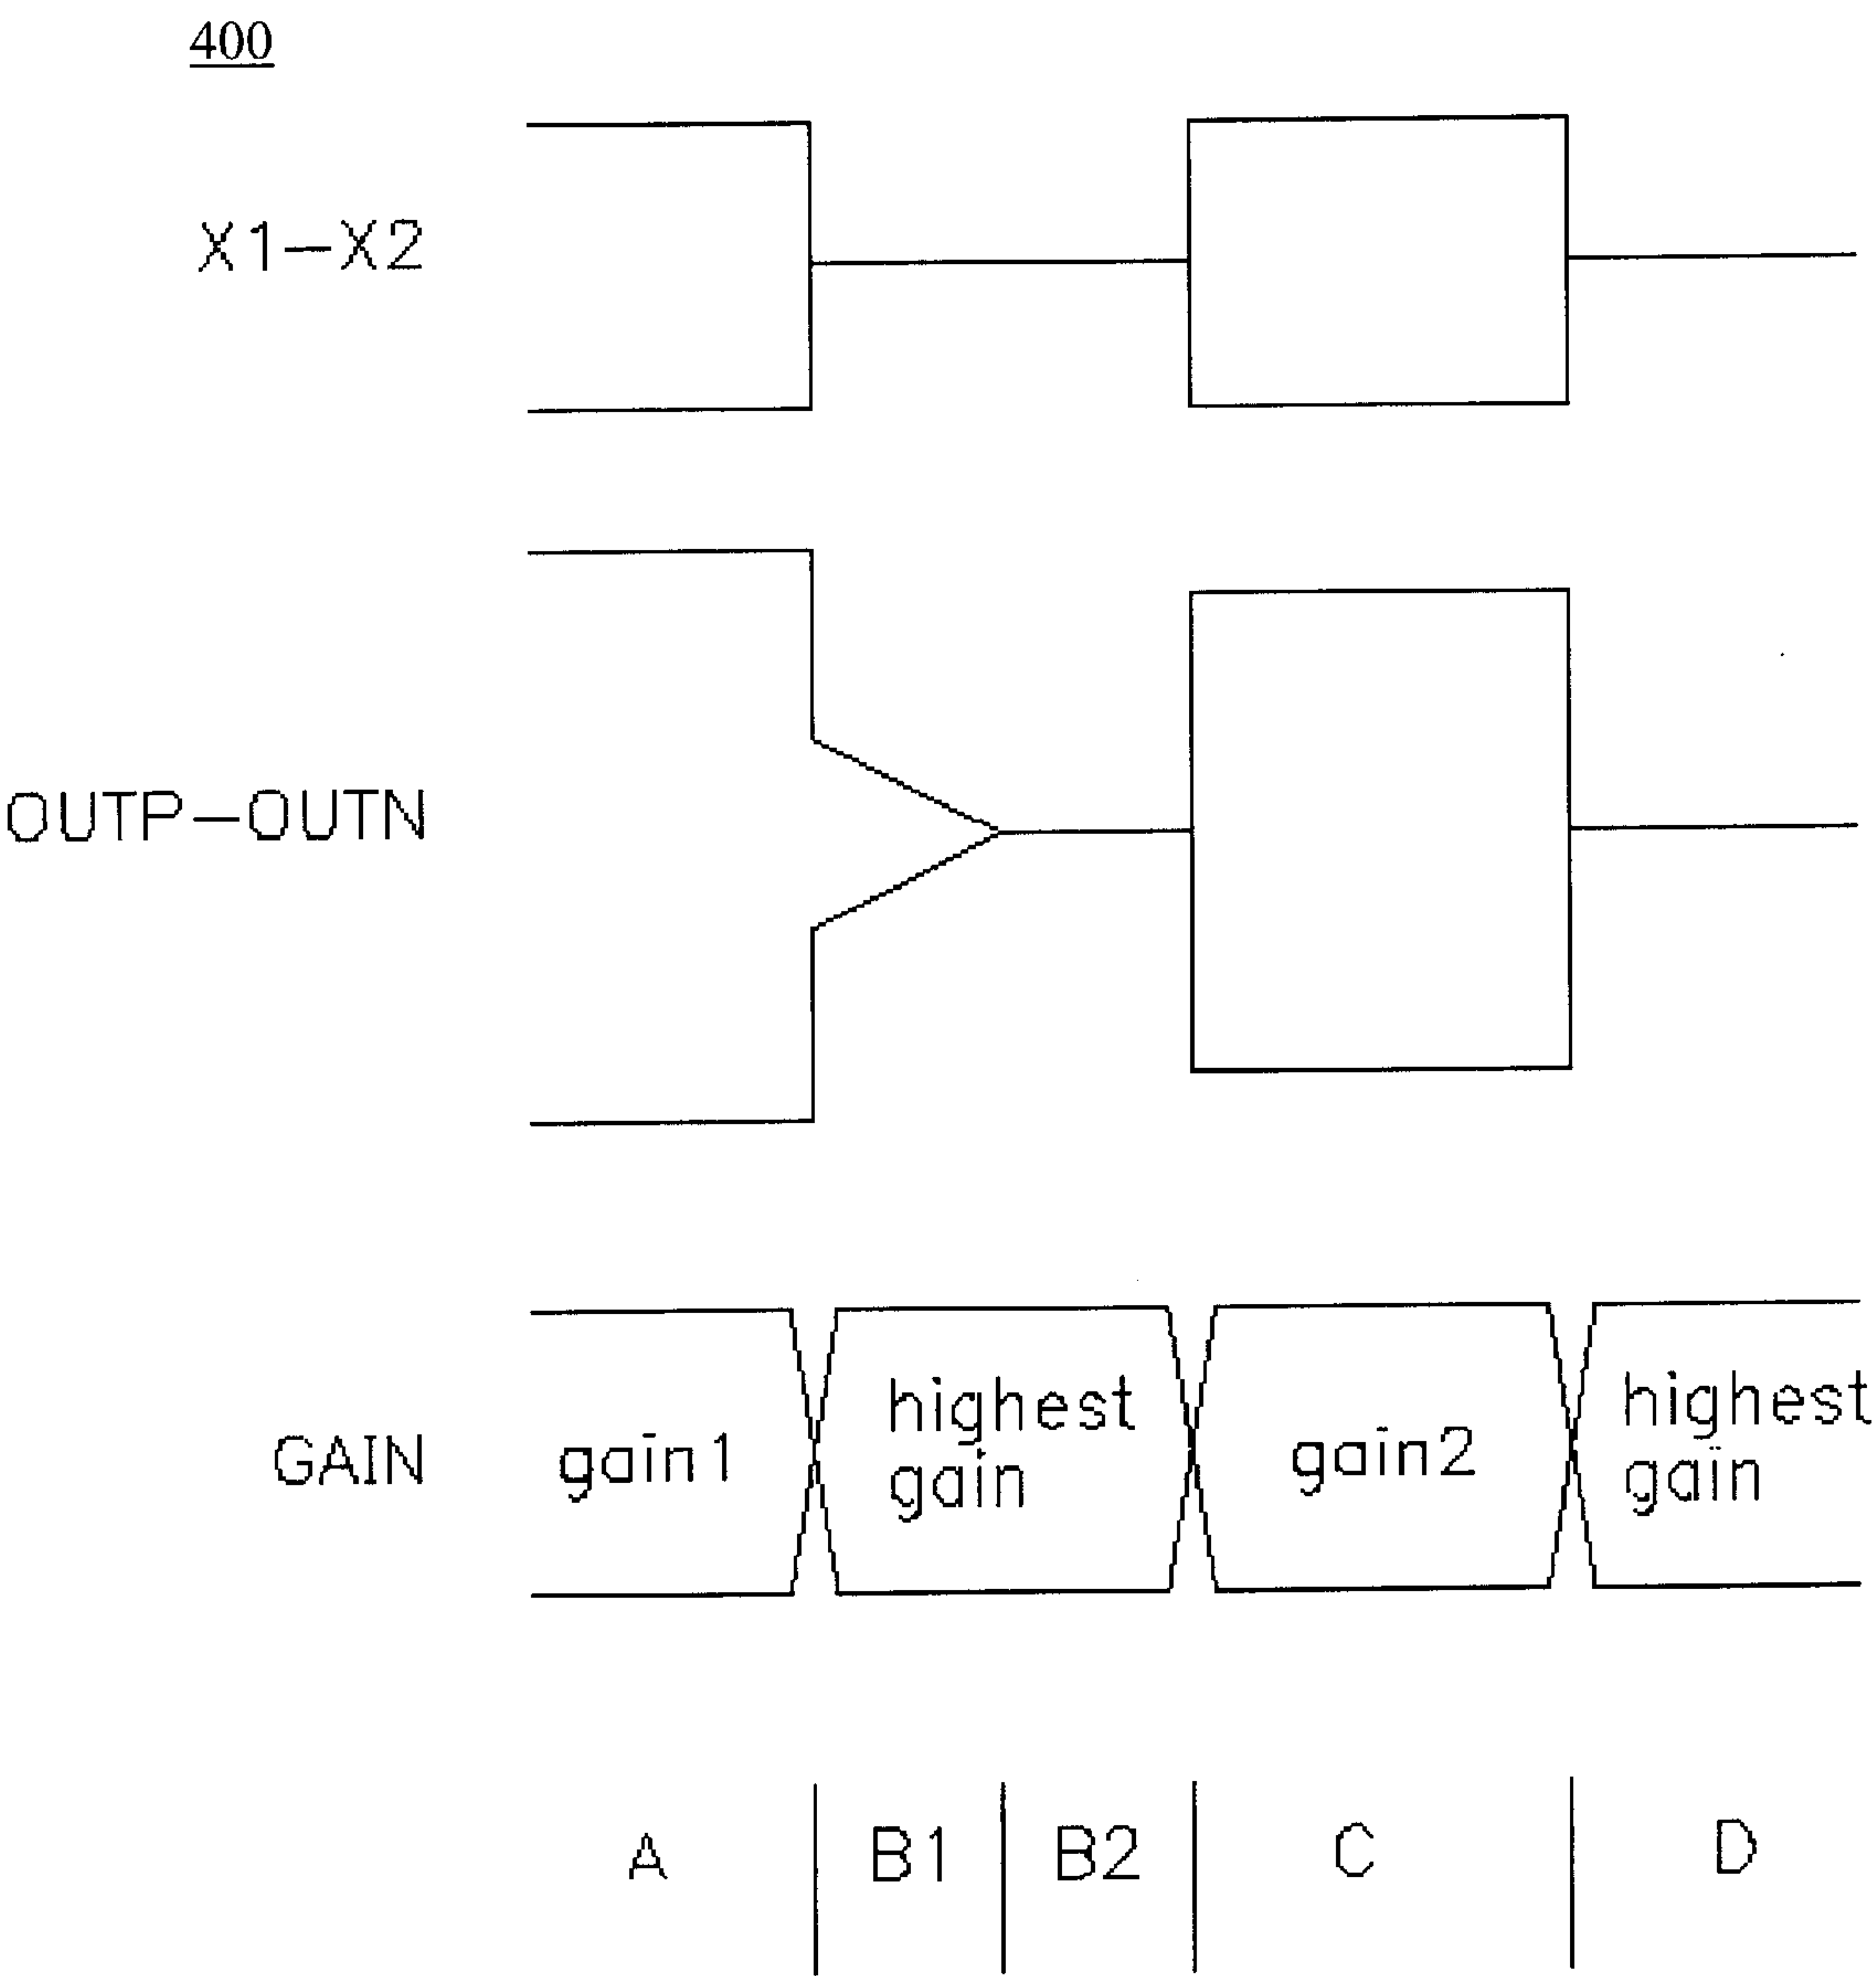 400
X1-X2
OUTP-OUTN
GAIN
gain1
highest
gain
gain2
highest
gain
A
B1
B2
C
D